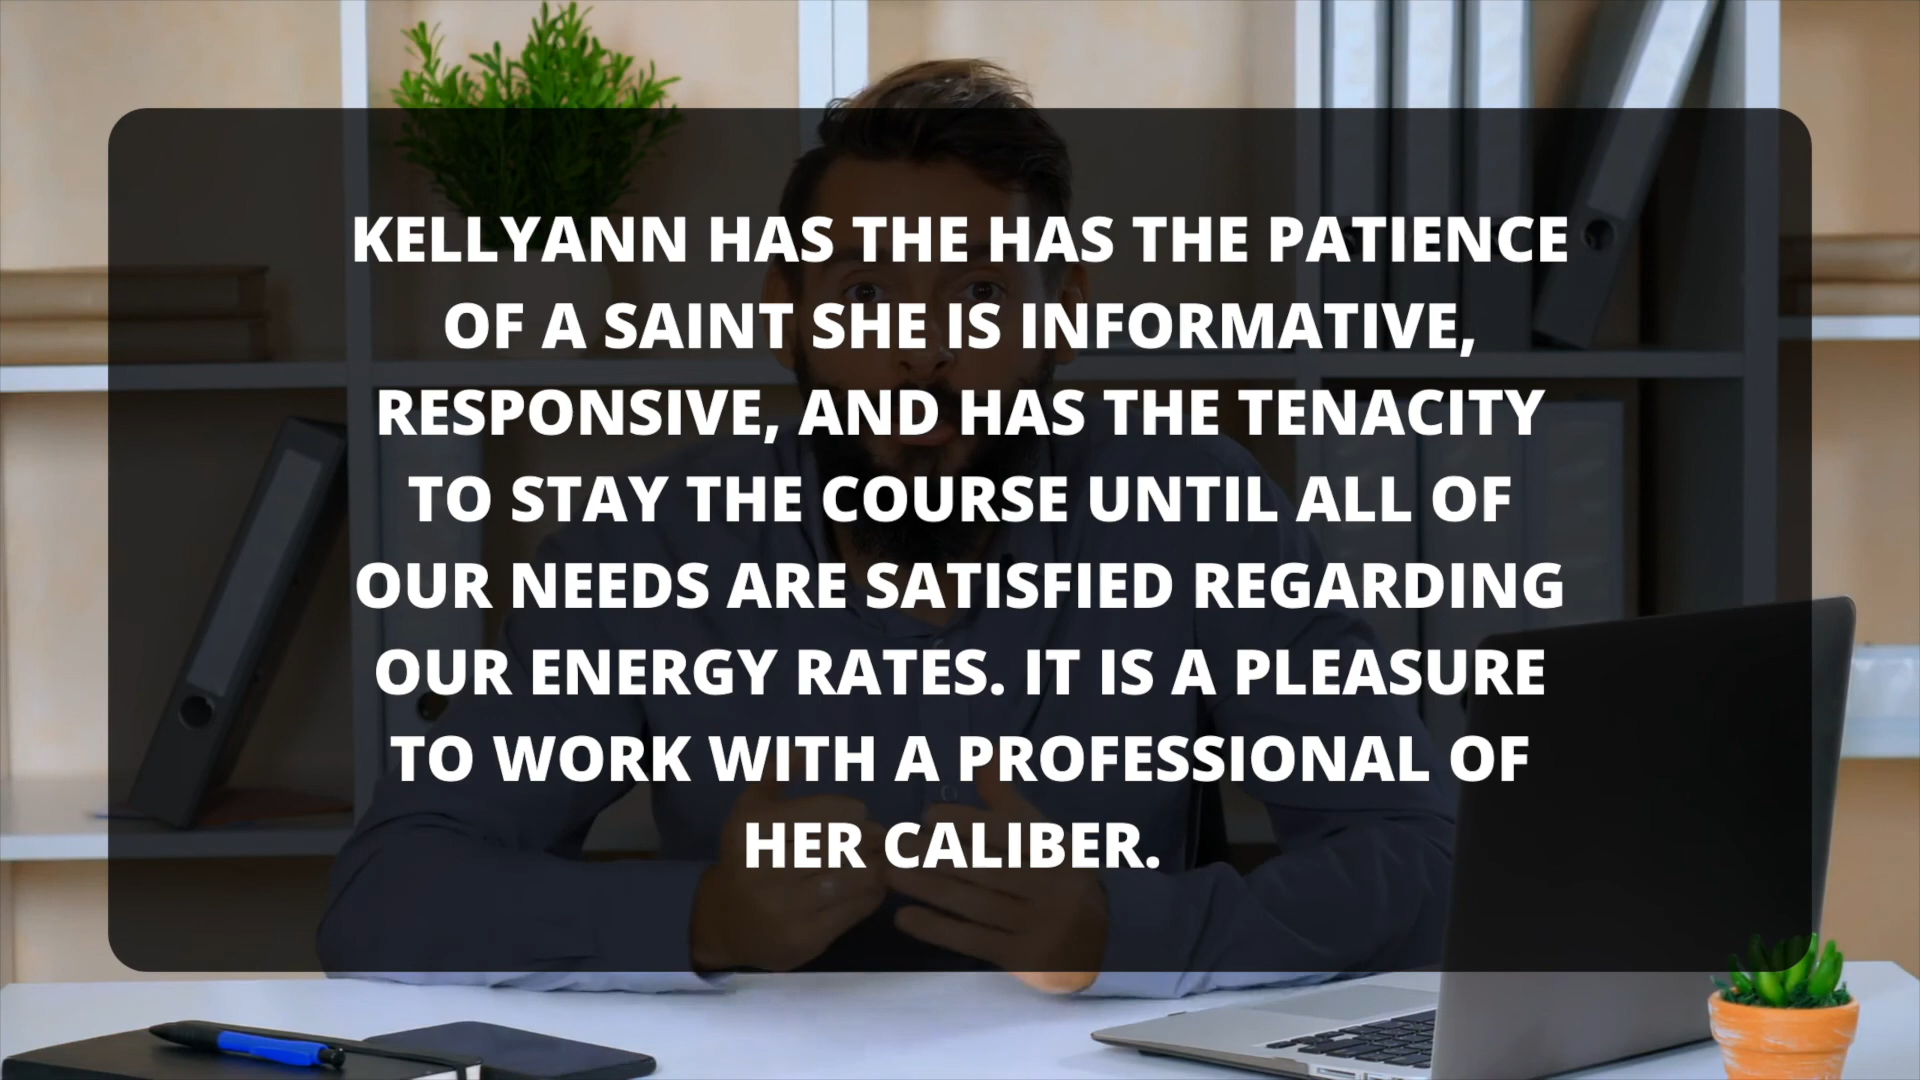 KELLYANN HAS THE HAS THE PATIENCE
OF A SAINT SHE IS INFORMATIVE,
RESPONSIVE, AND HAS THE TENACITY
TO STAY THE COURSE UNTIL ALL OF
OUR NEEDS ARE SATISFIED REGARDING
OUR ENERGY RATES. IT IS A PLEASURE
TO WORK WITH A PROFESSIONAL OF
HER CALIBER.